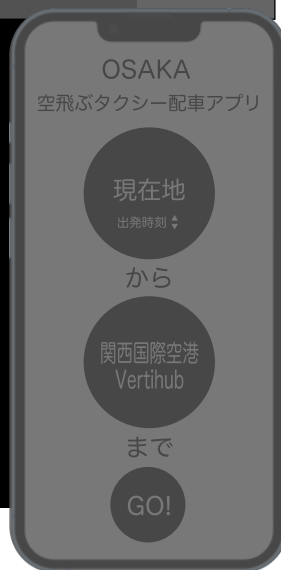 OSAKA
空飛ぶタクシー配車アプリ
現在地
出発時刻
から
関西国際空港
Vertihub
まで
GO!